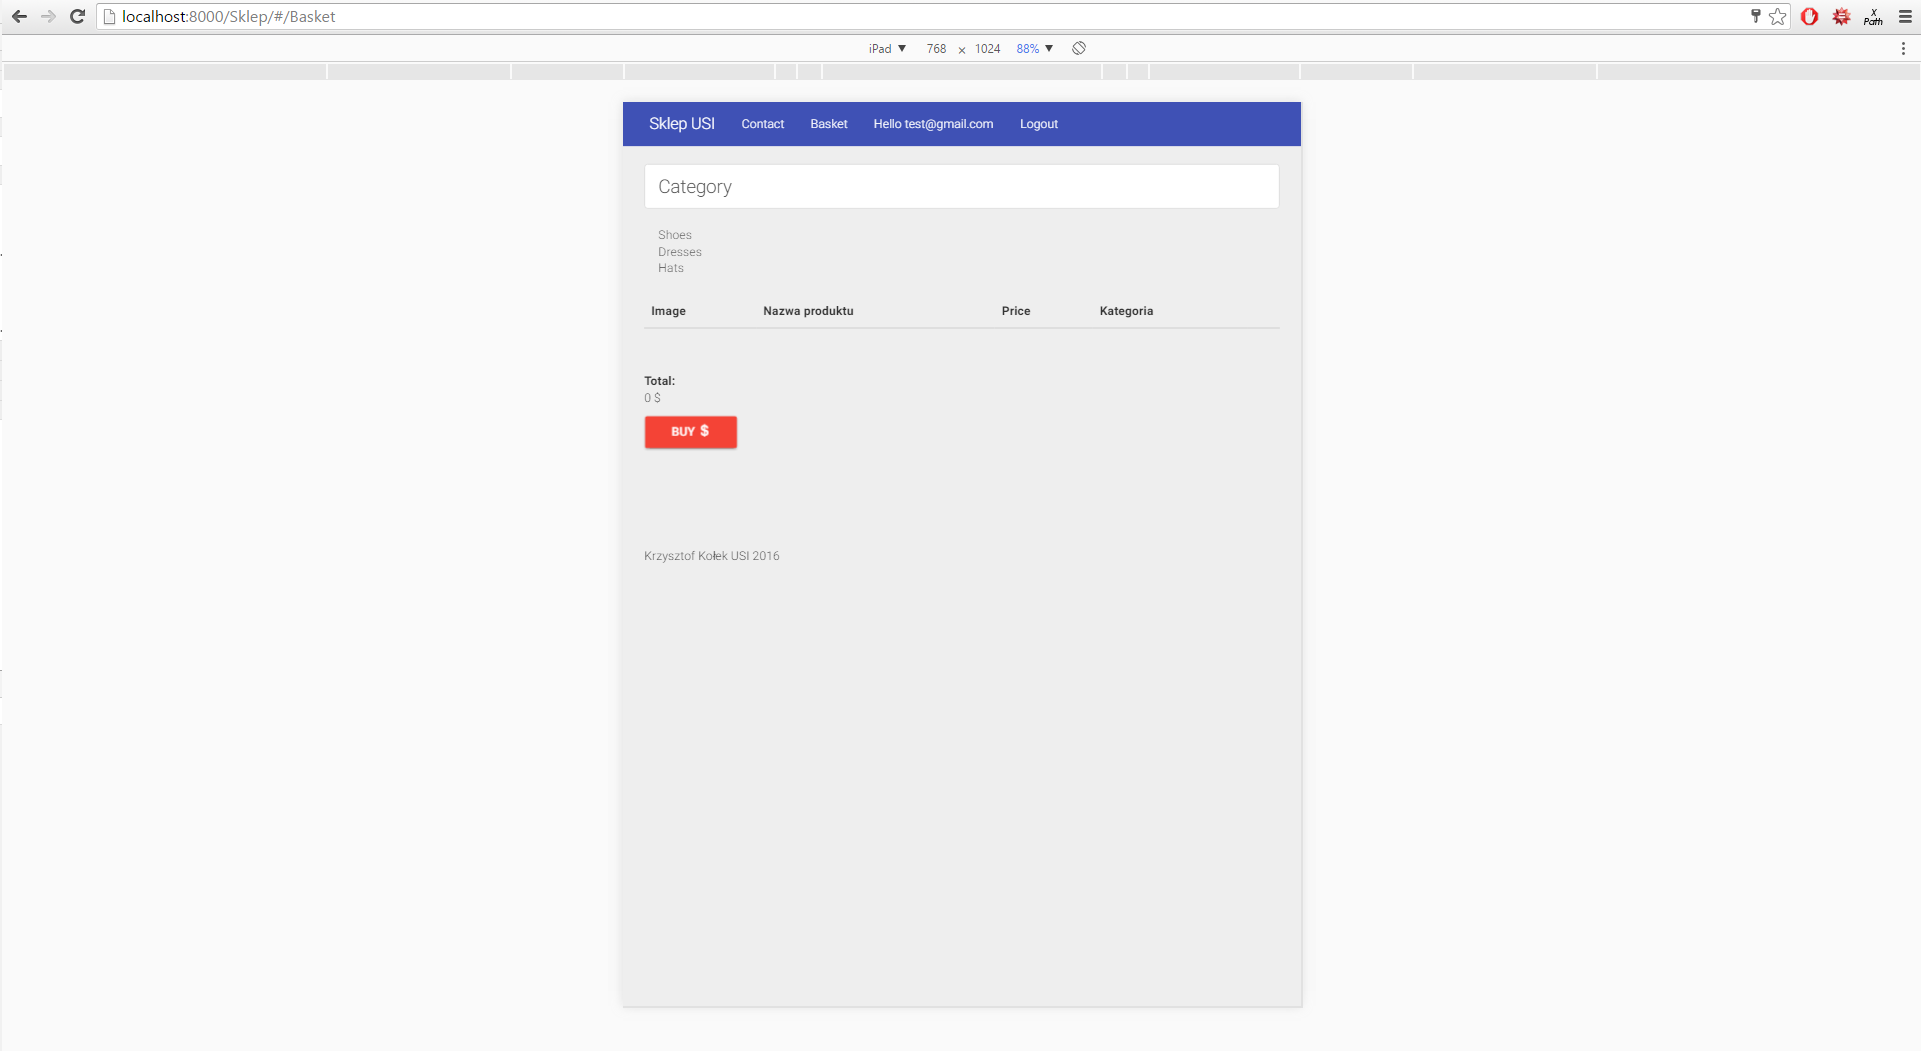 localhost:8000/Sklep/#/Basket
X Path
iPad 768 × 1024 88%
Sklep USI Contact Basket Hello test@gmail.com Logout
Category
Shoes
Dresses
Hats
Image Nazwa produktu Price Kategoria
Total:
0 $
BUY $
Krzysztof Kołek USI 2016